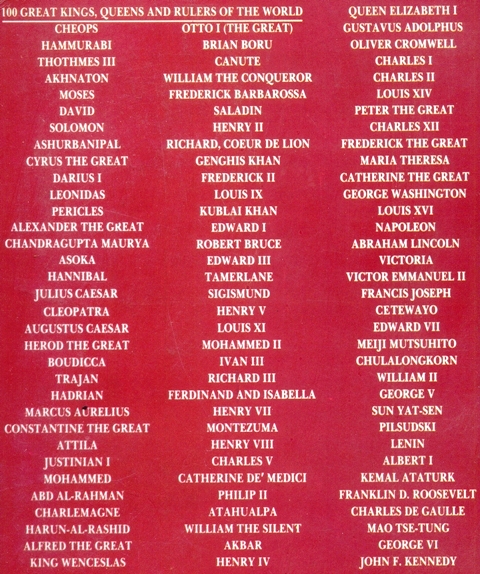 100 GREAT KINGS, QUEENS AND RULERS OF THE WORLD
CHEOPS
HAMMURABI
THOTHMES III
AKHNATON
MOSES
DAVID
SOLOMON
ASHURBANIPAL
CYRUS THE GREAT
DARIUS I
LEONIDAS
PERICLES
ALEXANDER THE GREAT
CHANDRAGUPTA MAURYA
ASOKA
HANNIBAL
JULIUS CAESAR
CLEOPATRA
AUGUSTUS CAESAR
HEROD THE GREAT
BOUDICCA
TRAJAN
HADRIAN
MARCUS AURELIUS
CONSTANTINE THE GREAT
ATTILA
JUSTINIAN I
MOHAMMED
ABD AL-RAHMAN
CHARLEMAGNE
HARUN-AL-RASHID
ALFRED THE GREAT
KING WENCESLAS
OTTO I (THE GREAT)
BRIAN BORU
CANUTE
WILLIAM THE CONQUEROR
FREDERICK BARBAROSSA
SALADIN
HENRY II
RICHARD, COEUR DE LION
GENGHIS KHAN
FREDERICK II
LOUIS IX
KUBLAI KHAN
EDWARD I
ROBERT BRUCE
EDWARD III
TAMERLANE
SIGISMUND
HENRY V
LOUIS XI
MOHAMMED II
IVAN III
RICHARD III
FERDINAND AND ISABELLA
HENRY VII
MONTEZUMA
HENRY VIII
CHARLES V
CATHERINE DE' MEDICI
PHILIP II
ATAHUALPA
WILLIAM THE SILENT
AKBAR
HENRY IV
QUEEN ELIZABETH I
GUSTAVUS ADOLPHUS
OLIVER CROMWELL
CHARLES I
CHARLES II
LOUIS XIV
PETER THE GREAT
CHARLES XII
FREDERICK THE GREAT
MARIA THERESA
CATHERINE THE GREAT
GEORGE WASHINGTON
LOUIS XVI
NAPOLEON
ABRAHAM LINCOLN
VICTORIA
VICTOR EMMANUEL II
FRANCIS JOSEPH
CETEWAYO
EDWARD VII
MEIJI MUTSUHITO
CHULALONGKORN
WILLIAM II
GEORGE V
SUN YAT-SEN
PILSUDSKI
LENIN
ALBERT I
KEMAL ATATURK
FRANKLIN D. ROOSEVELT
CHARLES DE GAULLE
MAO TSE-TUNG
GEORGE VI
JOHN F. KENNEDY